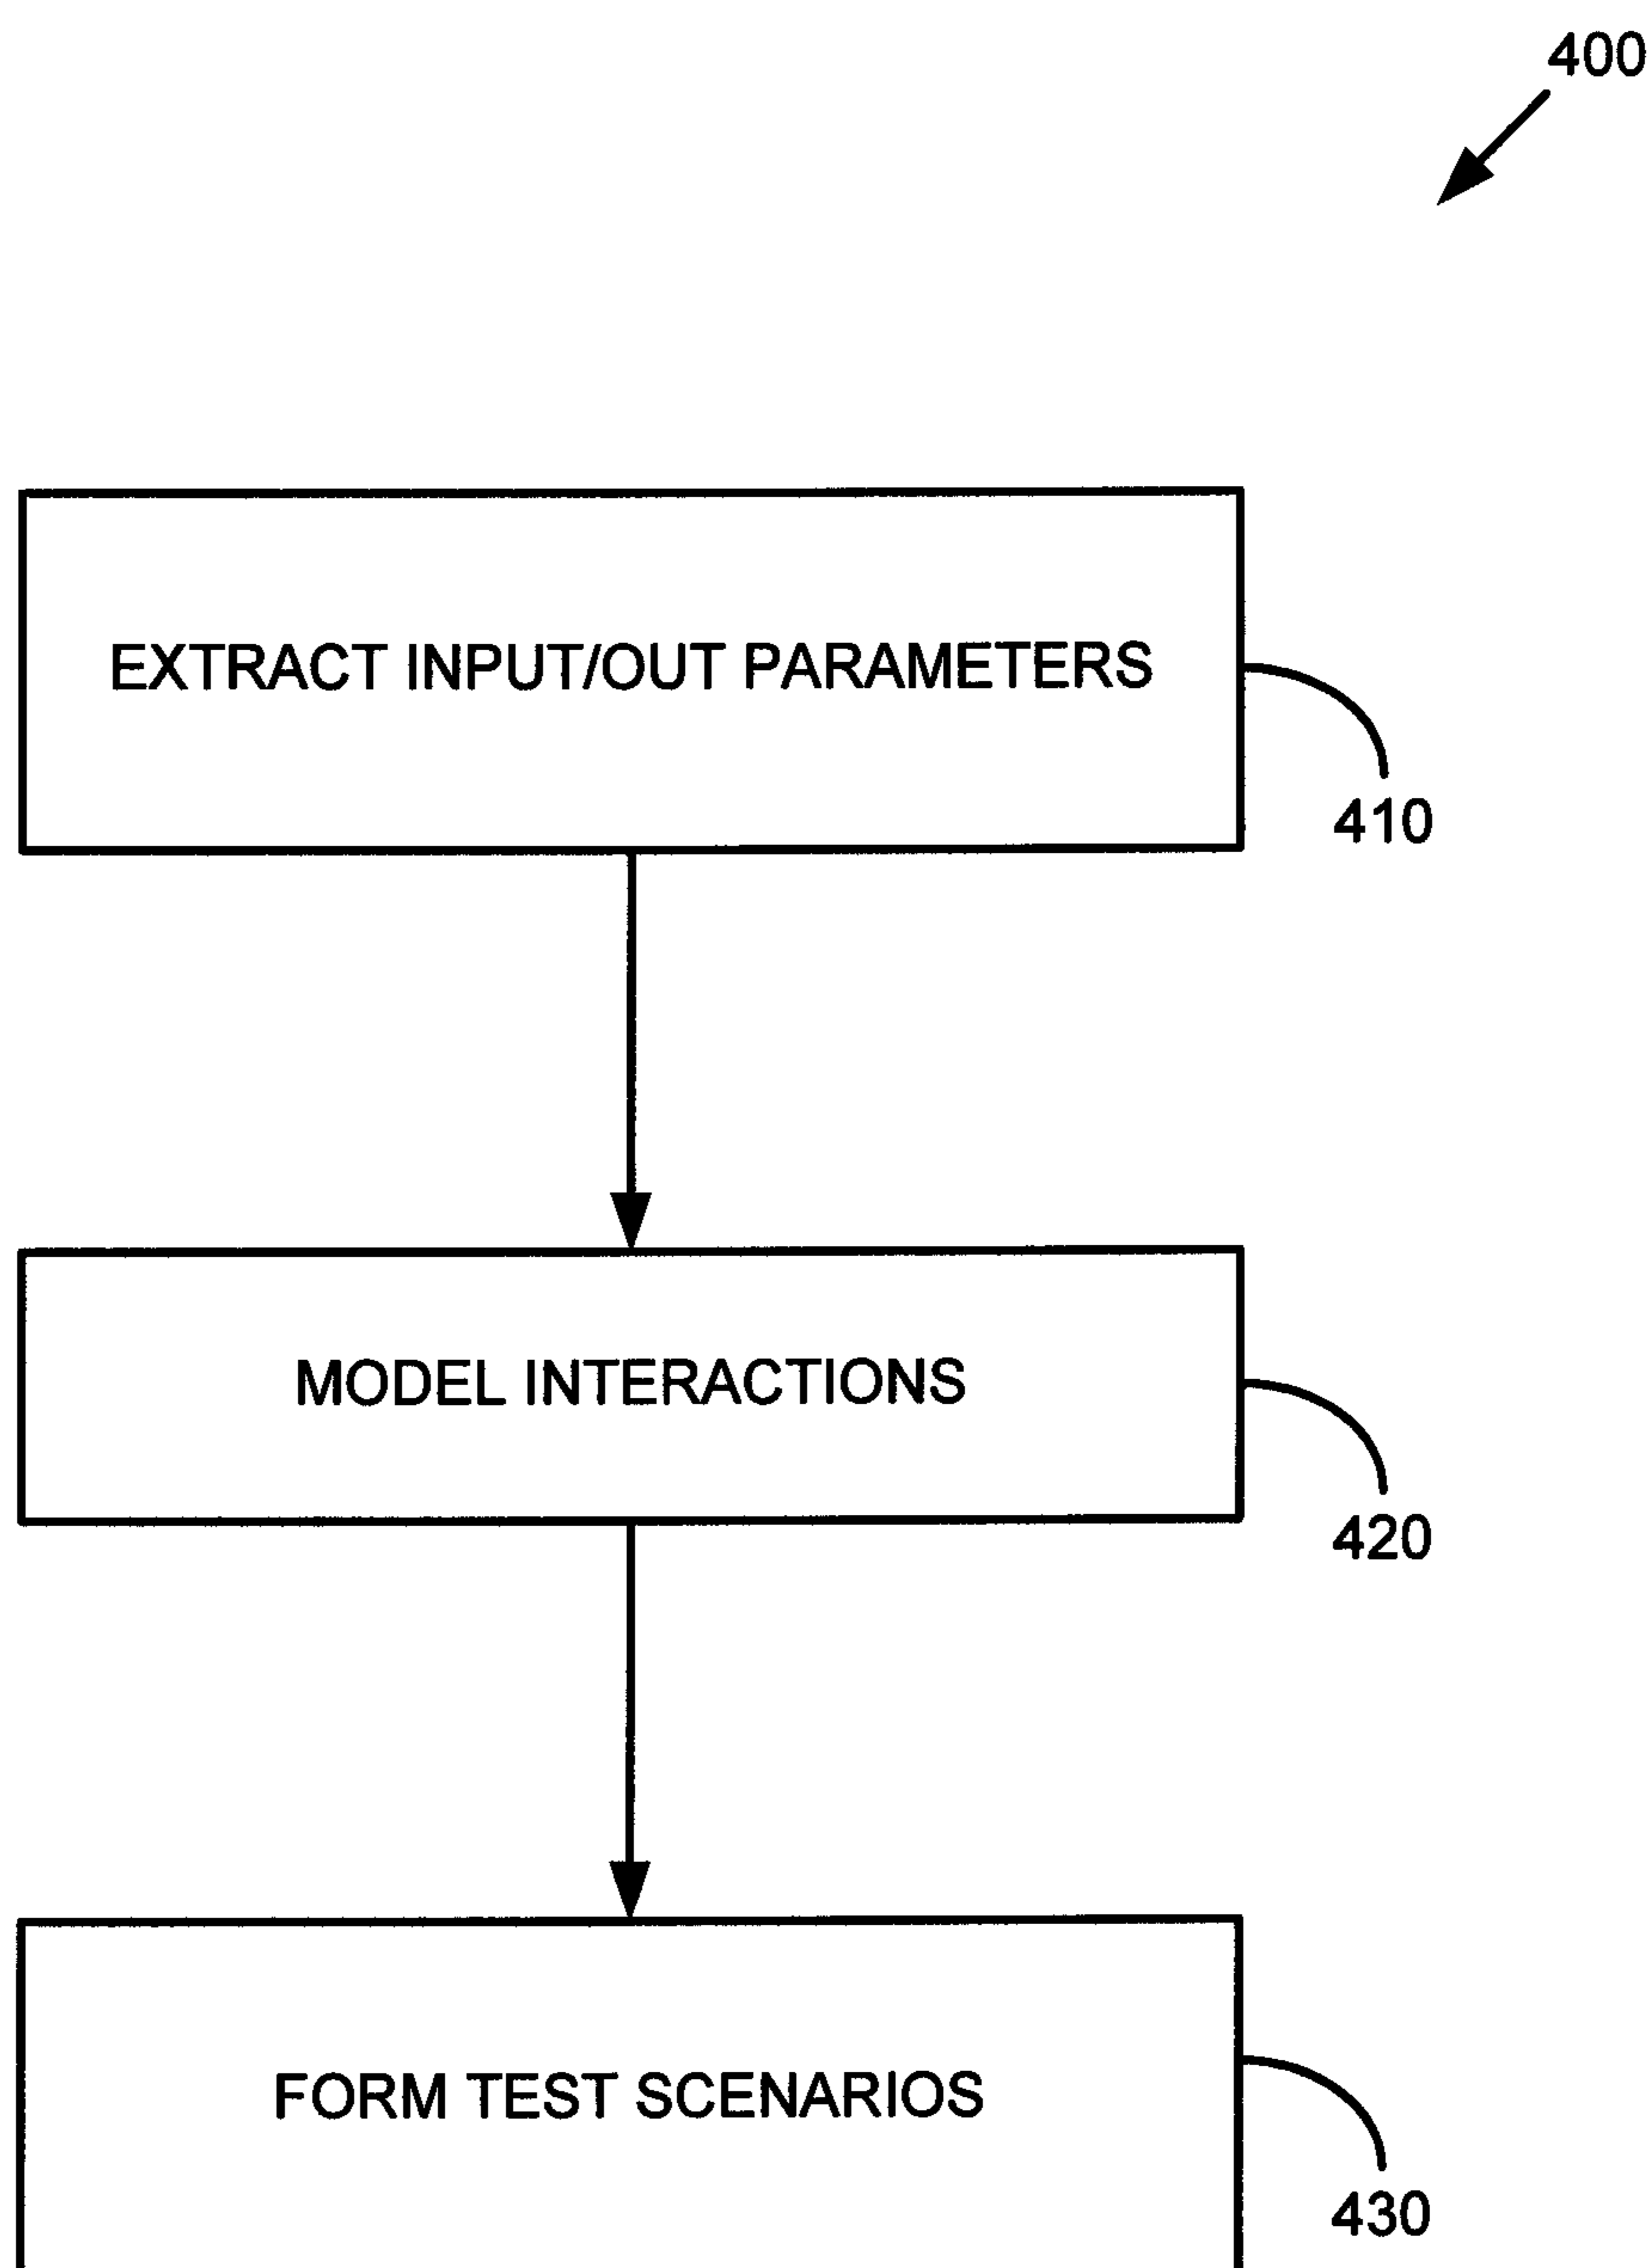 400
EXTRACT INPUT/OUT PARAMETERS
410
MODEL INTERACTIONS
420
FORM TEST SCENARIOS
430